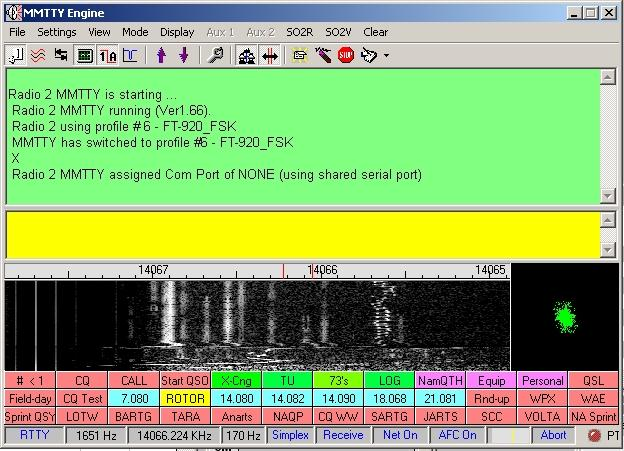 MMTTY Engine
File Settings View Mode Display Aux 1 Aux 2 SO2R SO2V Clear
1A STOP
Radio 2 MMTTY is starting ...
Radio 2 MMTTY running (Ver1.66).
Radio 2 using profile #6 - FT-920_FSK
MMTTY has switched to profile #6 - FT-920_FSK
X
Radio 2 MMTTY assigned Com Port of NONE (using shared serial port)
14067 14066 14065
# < 1 CQ CALL Start QSO X-Cng TU 73's LOG NamQTH Equip Personal QSL
Field-day CQ Test 7.080 ROTOR 14.080 14.082 14.090 18.068 21.081 Rnd-up WPX WAE
Sprint QSY LOTW BARTG TARA Anarts NAQP CQ WW SARTG JARTS SCC VOLTA NA Sprint
RTTY 1651 Hz 14066.224 KHz 170 Hz Simplex Receive Net On AFC On Abort PT